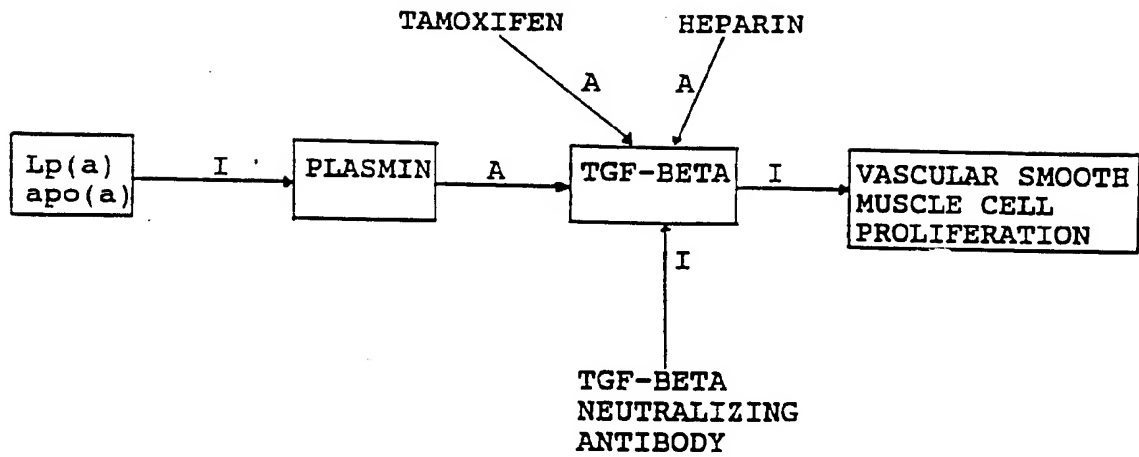 TAMOXIFEN
HEPARIN
A
A
Lp(a)
apo(a)
I
PLASMIN
A
TGF-BETA
I
VASCULAR SMOOTH
MUSCLE CELL
PROLIFERATION
I
TGF-BETA
NEUTRALIZING
ANTIBODY